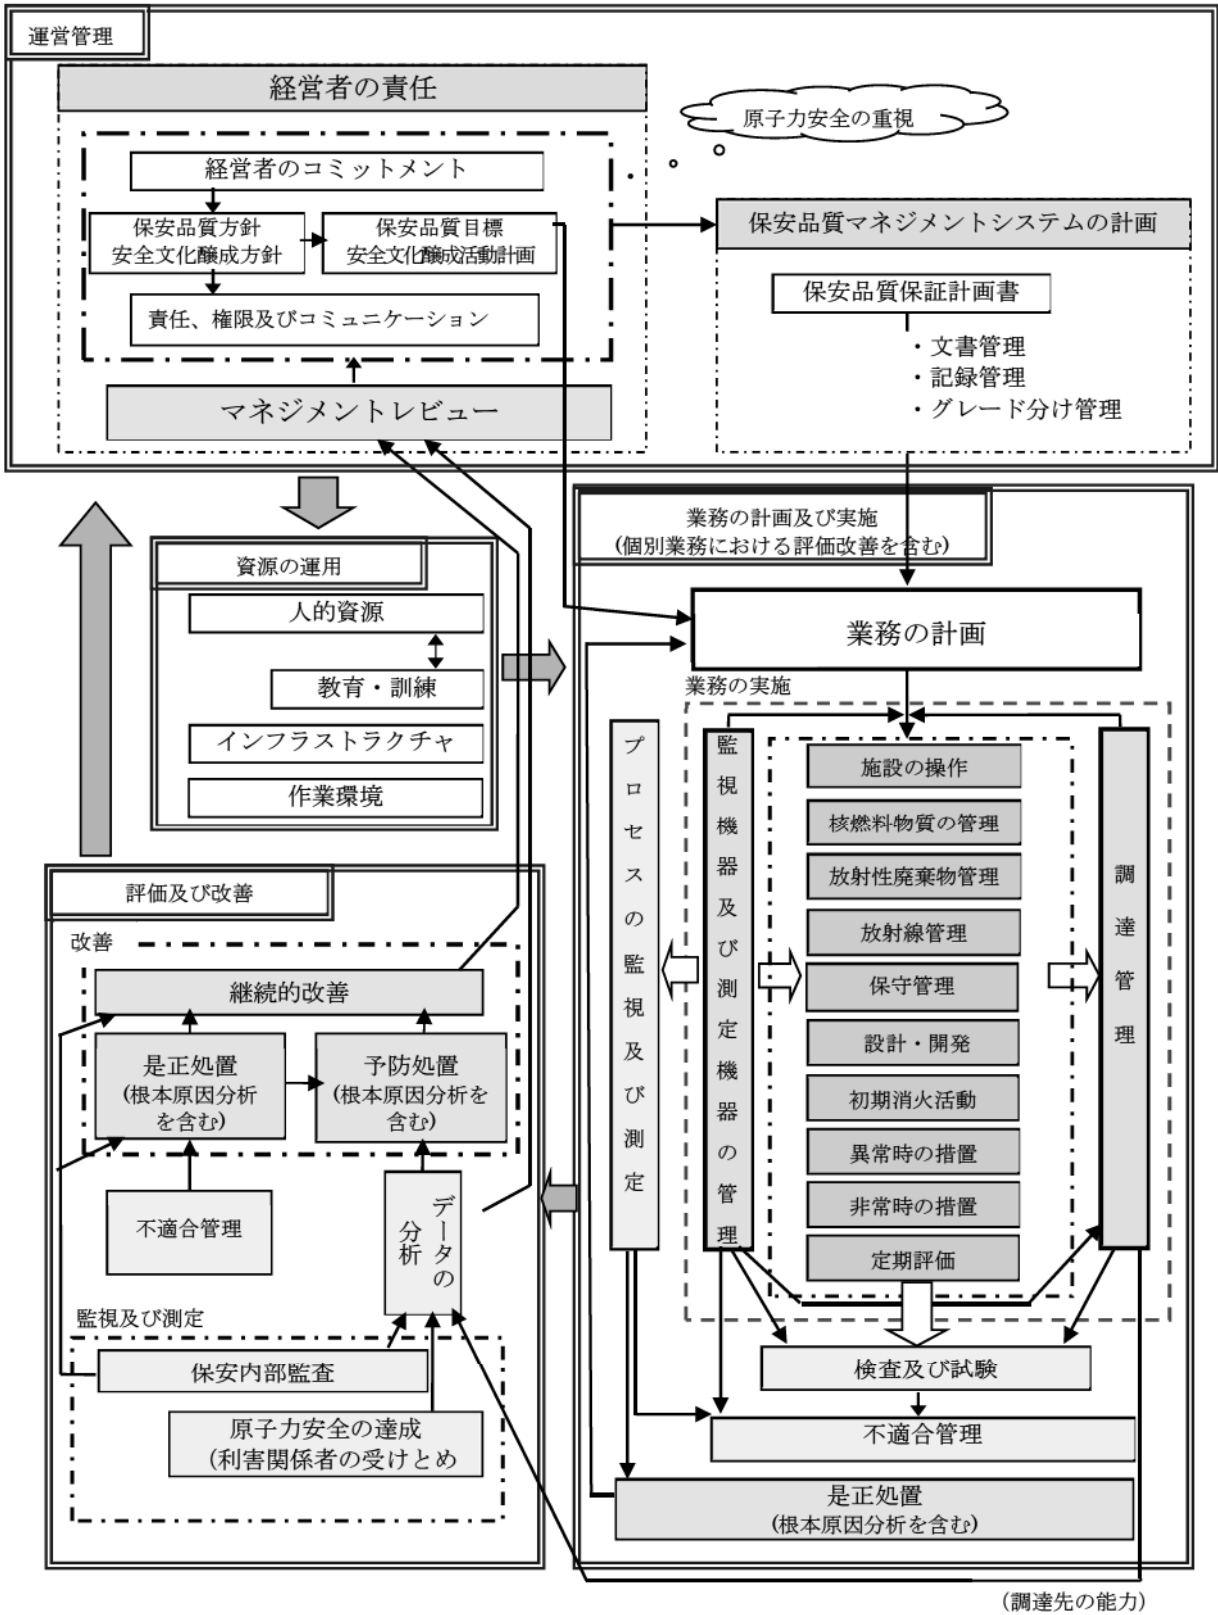 運営管理
経営者の責任
原子力安全の重視
経営者のコミットメント
保安品質方針
安全文化醸成方針
保安品質目標
安全文化醸成活動計画
責任、権限及びコミュニケーション
マネジメントレビュー
保安品質マネジメントシステムの計画
保安品質保証計画書
・文書管理
・記録管理
・グレード分け管理
資源の運用
人的資源
教育・訓練
インフラストラクチャ
作業環境
業務の計画及び実施
(個別業務における評価改善を含む)
業務の計画
業務の実施
プロセスの監視及び測定
監視機器及び測定機器の管理
施設の操作
核燃料物質の管理
放射性廃棄物管理
放射線管理
保守管理
設計・開発
初期消火活動
異常時の措置
非常時の措置
定期評価
調達管理
検査及び試験
不適合管理
是正処置
(根本原因分析を含む)
評価及び改善
改善
継続的改善
是正処置
(根本原因分析
を含む)
予防処置
(根本原因分析を
含む)
不適合管理
データの
分析
監視及び測定
保安内部監査
原子力安全の達成
(利害関係者の受けとめ
(調達先の能力)